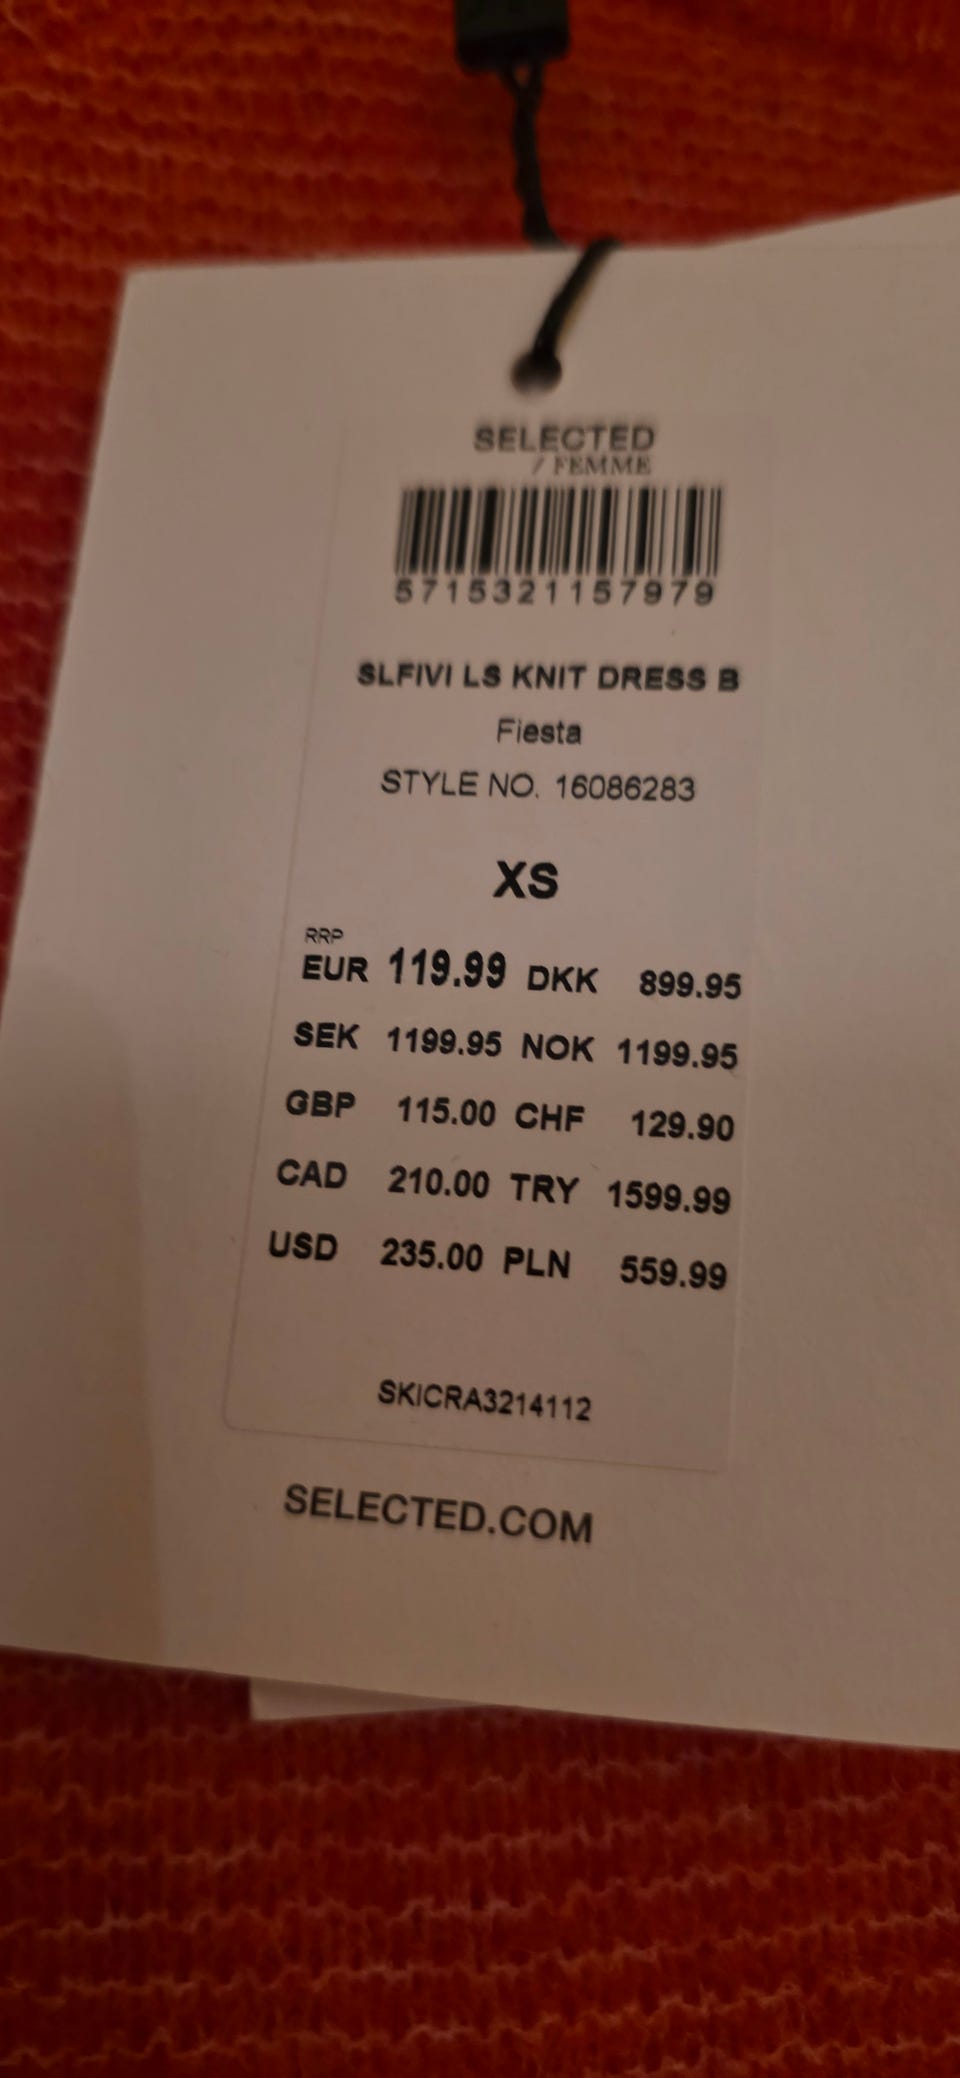 SELECTED
/ FEMME
5715321157979
SLFIVI LS KNIT DRESS B
Fiesta
STYLE NO. 16086283
XS
RRP
EUR 119.99 DKK 899.95
SEK 1199.95 NOK 1199.95
GBP 115.00 CHF 129.90
CAD 210.00 TRY 1599.99
USD 235.00 PLN 559.99
SKICRA3214112
SELECTED.COM